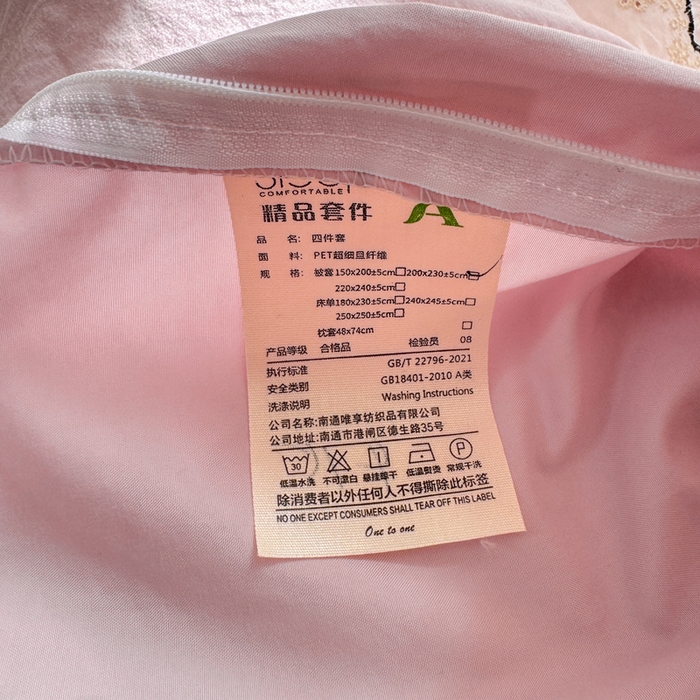 COMFORTABLE
精品套件
A
品 名: 四件套
面 料: PET超细旦纤维
规 格: 被套150x200±5cm□200x230±5cm□
220x240±5cm□
床单180x230±5cm□240x245±5cm□
250x250±5cm□
枕套48x74cm □
产品等级 合格品 检验员 08
执行标准 GB/T 22796-2021
安全类别 GB18401-2010 A类
洗涤说明 Washing Instructions
公司名称:南通唯享纺织品有限公司
公司地址:南通市港闸区德生路35号
30 P
低温水洗 不可漂白 悬挂晾干 低温熨烫 常规干洗
除消费者以外任何人不得撕除此标签
NO ONE EXCEPT CONSUMERS SHALL TEAR OFF THIS LABEL
One to one